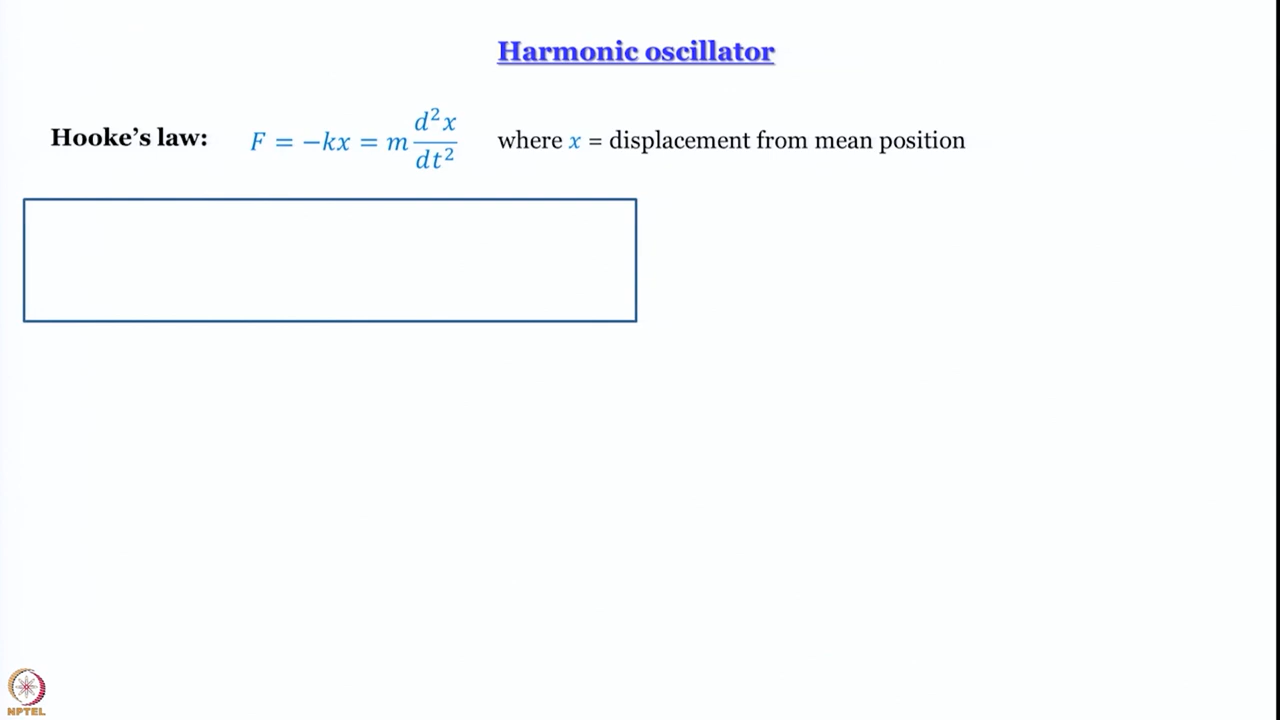 Harmonic oscillator
Hooke’s law: F = −kx = m d²x/dt² where x = displacement from mean position
NPTEL